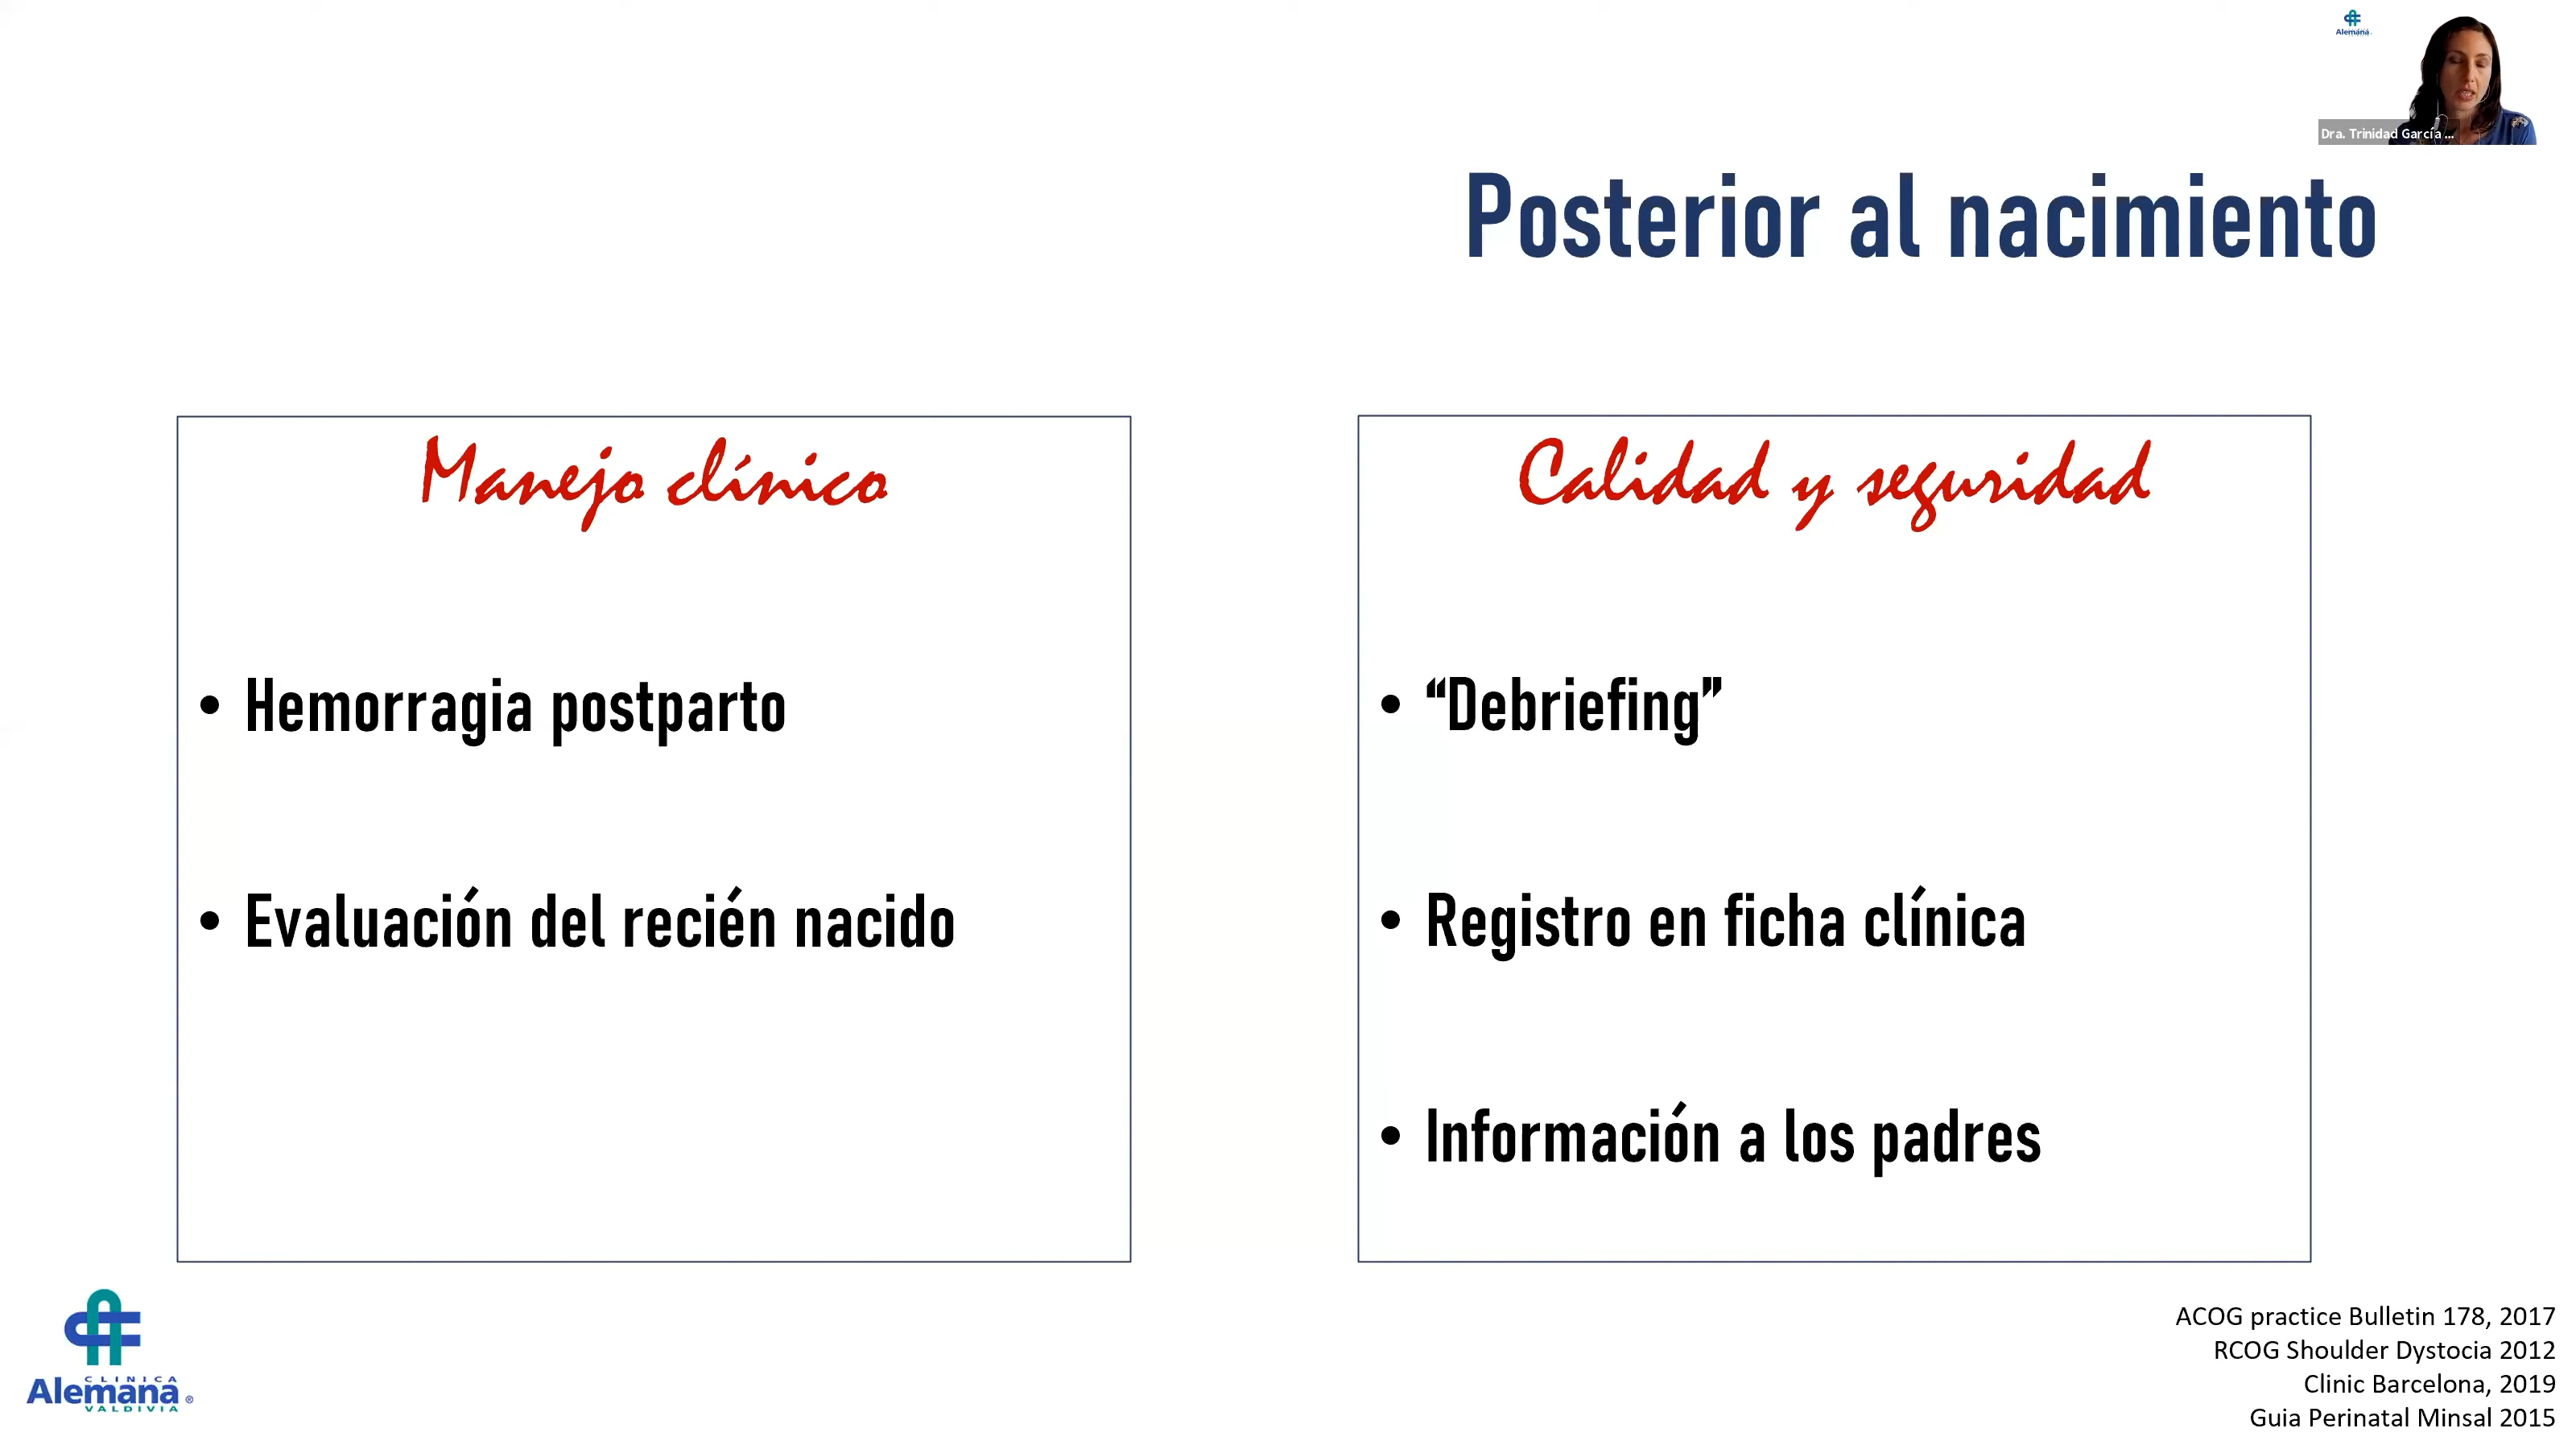 Alemana
Dra. Trinidad García ...
Posterior al nacimiento
Manejo clínico
• Hemorragia postparto
• Evaluación del recién nacido
Calidad y seguridad
• “Debriefing”
• Registro en ficha clínica
• Información a los padres
CLINICA
Alemana®
VALDIVIA
ACOG practice Bulletin 178, 2017
RCOG Shoulder Dystocia 2012
Clinic Barcelona, 2019
Guia Perinatal Minsal 2015